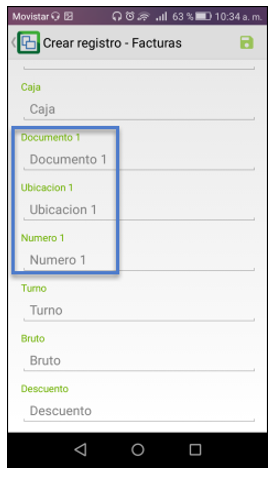 Movistar 63 % 10:34 a. m.
Crear registro - Facturas
Caja
Caja
Documento 1
Documento 1
Ubicacion 1
Ubicacion 1
Numero 1
Numero 1
Turno
Turno
Bruto
Bruto
Descuento
Descuento